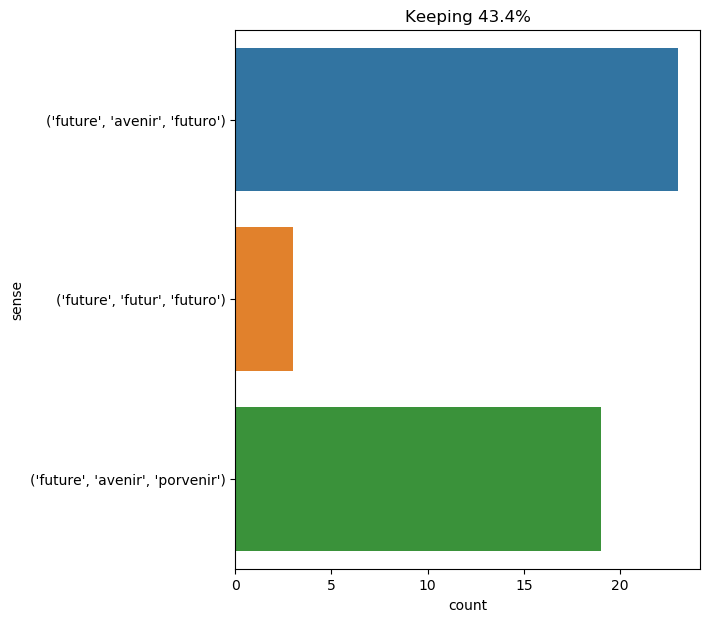 Keeping 43.4%
('future', 'avenir', 'futuro')
('future', 'futur', 'futuro')
('future', 'avenir', 'porvenir')
sense
0 5 10 15 20
count